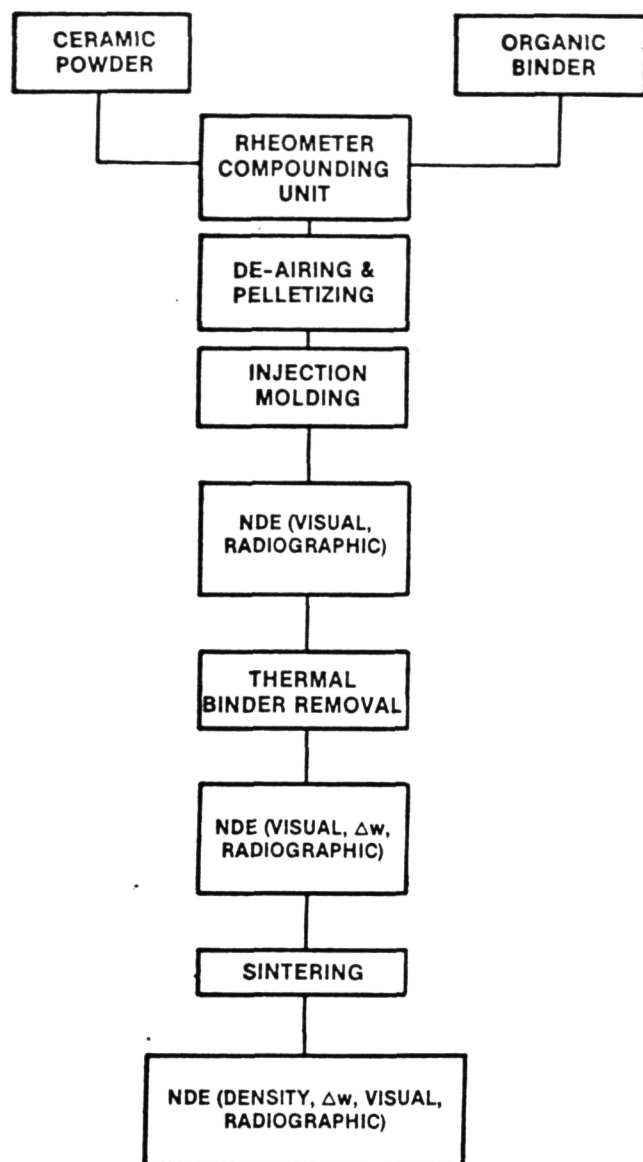 CERAMIC
POWDER
ORGANIC
BINDER
RHEOMETER
COMPOUNDING
UNIT
DE-AIRING &
PELLETIZING
INJECTION
MOLDING
NDE (VISUAL,
RADIOGRAPHIC)
THERMAL
BINDER REMOVAL
NDE (VISUAL, △w,
RADIOGRAPHIC)
SINTERING
NDE (DENSITY, △w, VISUAL,
RADIOGRAPHIC)